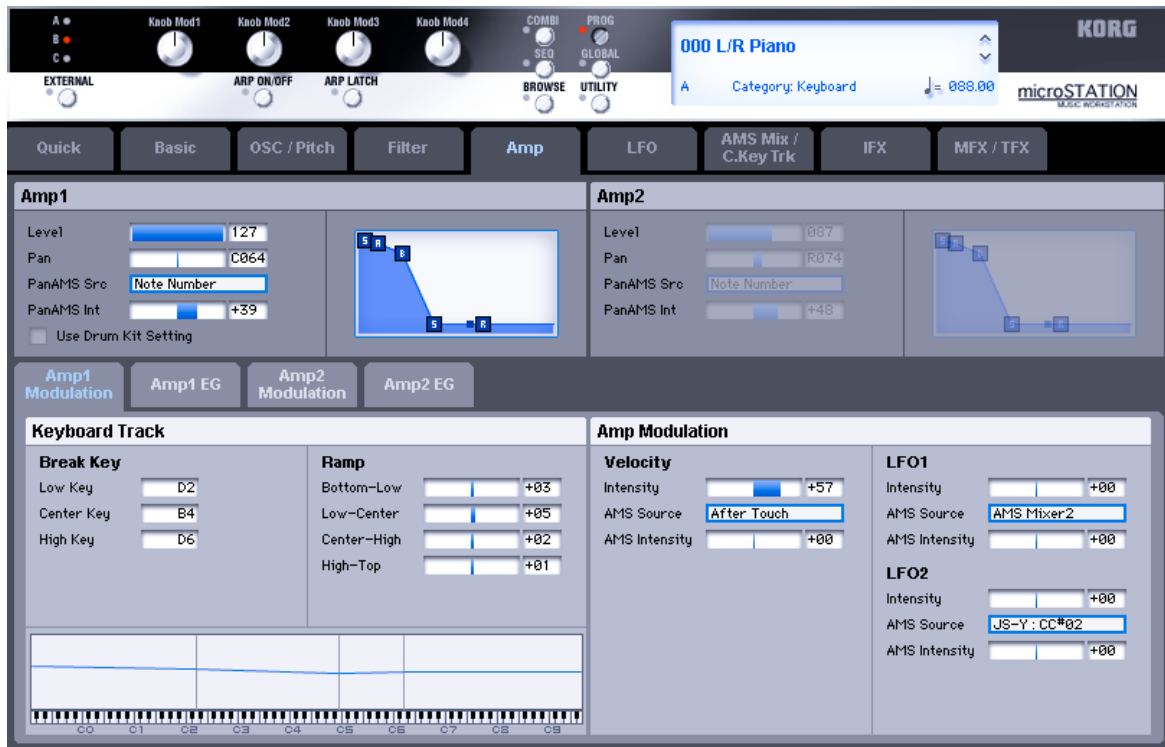 A
B
C
Knob Mod1 Knob Mod2 Knob Mod3 Knob Mod4
COMBI PROG
SEQ GLOBAL
EXTERNAL ARP ON/OFF ARP LATCH BROWSE UTILITY
000 L/R Piano
A Category: Keyboard ♩= 088.00
KORG
microSTATION
MUSIC WORKSTATION
Quick Basic OSC / Pitch Filter Amp LFO AMS Mix / C.Key Trk IFX MFX / TFX
Amp1
Level 127
Pan C064
PanAMS Src Note Number
PanAMS Int +39
Use Drum Kit Setting
S A B S R
Amp2
Level 087
Pan R074
PanAMS Src Note Number
PanAMS Int +48
S A B S R
Amp1 Modulation Amp1 EG Amp2 Modulation Amp2 EG
Keyboard Track
Break Key
Low Key D2
Center Key B4
High Key D6
Ramp
Bottom-Low +03
Low-Center +05
Center-High +02
High-Top +01
C0 C1 C2 C3 C4 C5 C6 C7 C8 C9
Amp Modulation
Velocity
Intensity +57
AMS Source After Touch
AMS Intensity +00
LFO1
Intensity +00
AMS Source AMS Mixer2
AMS Intensity +00
LFO2
Intensity +00
AMS Source JS-Y : CC#02
AMS Intensity +00